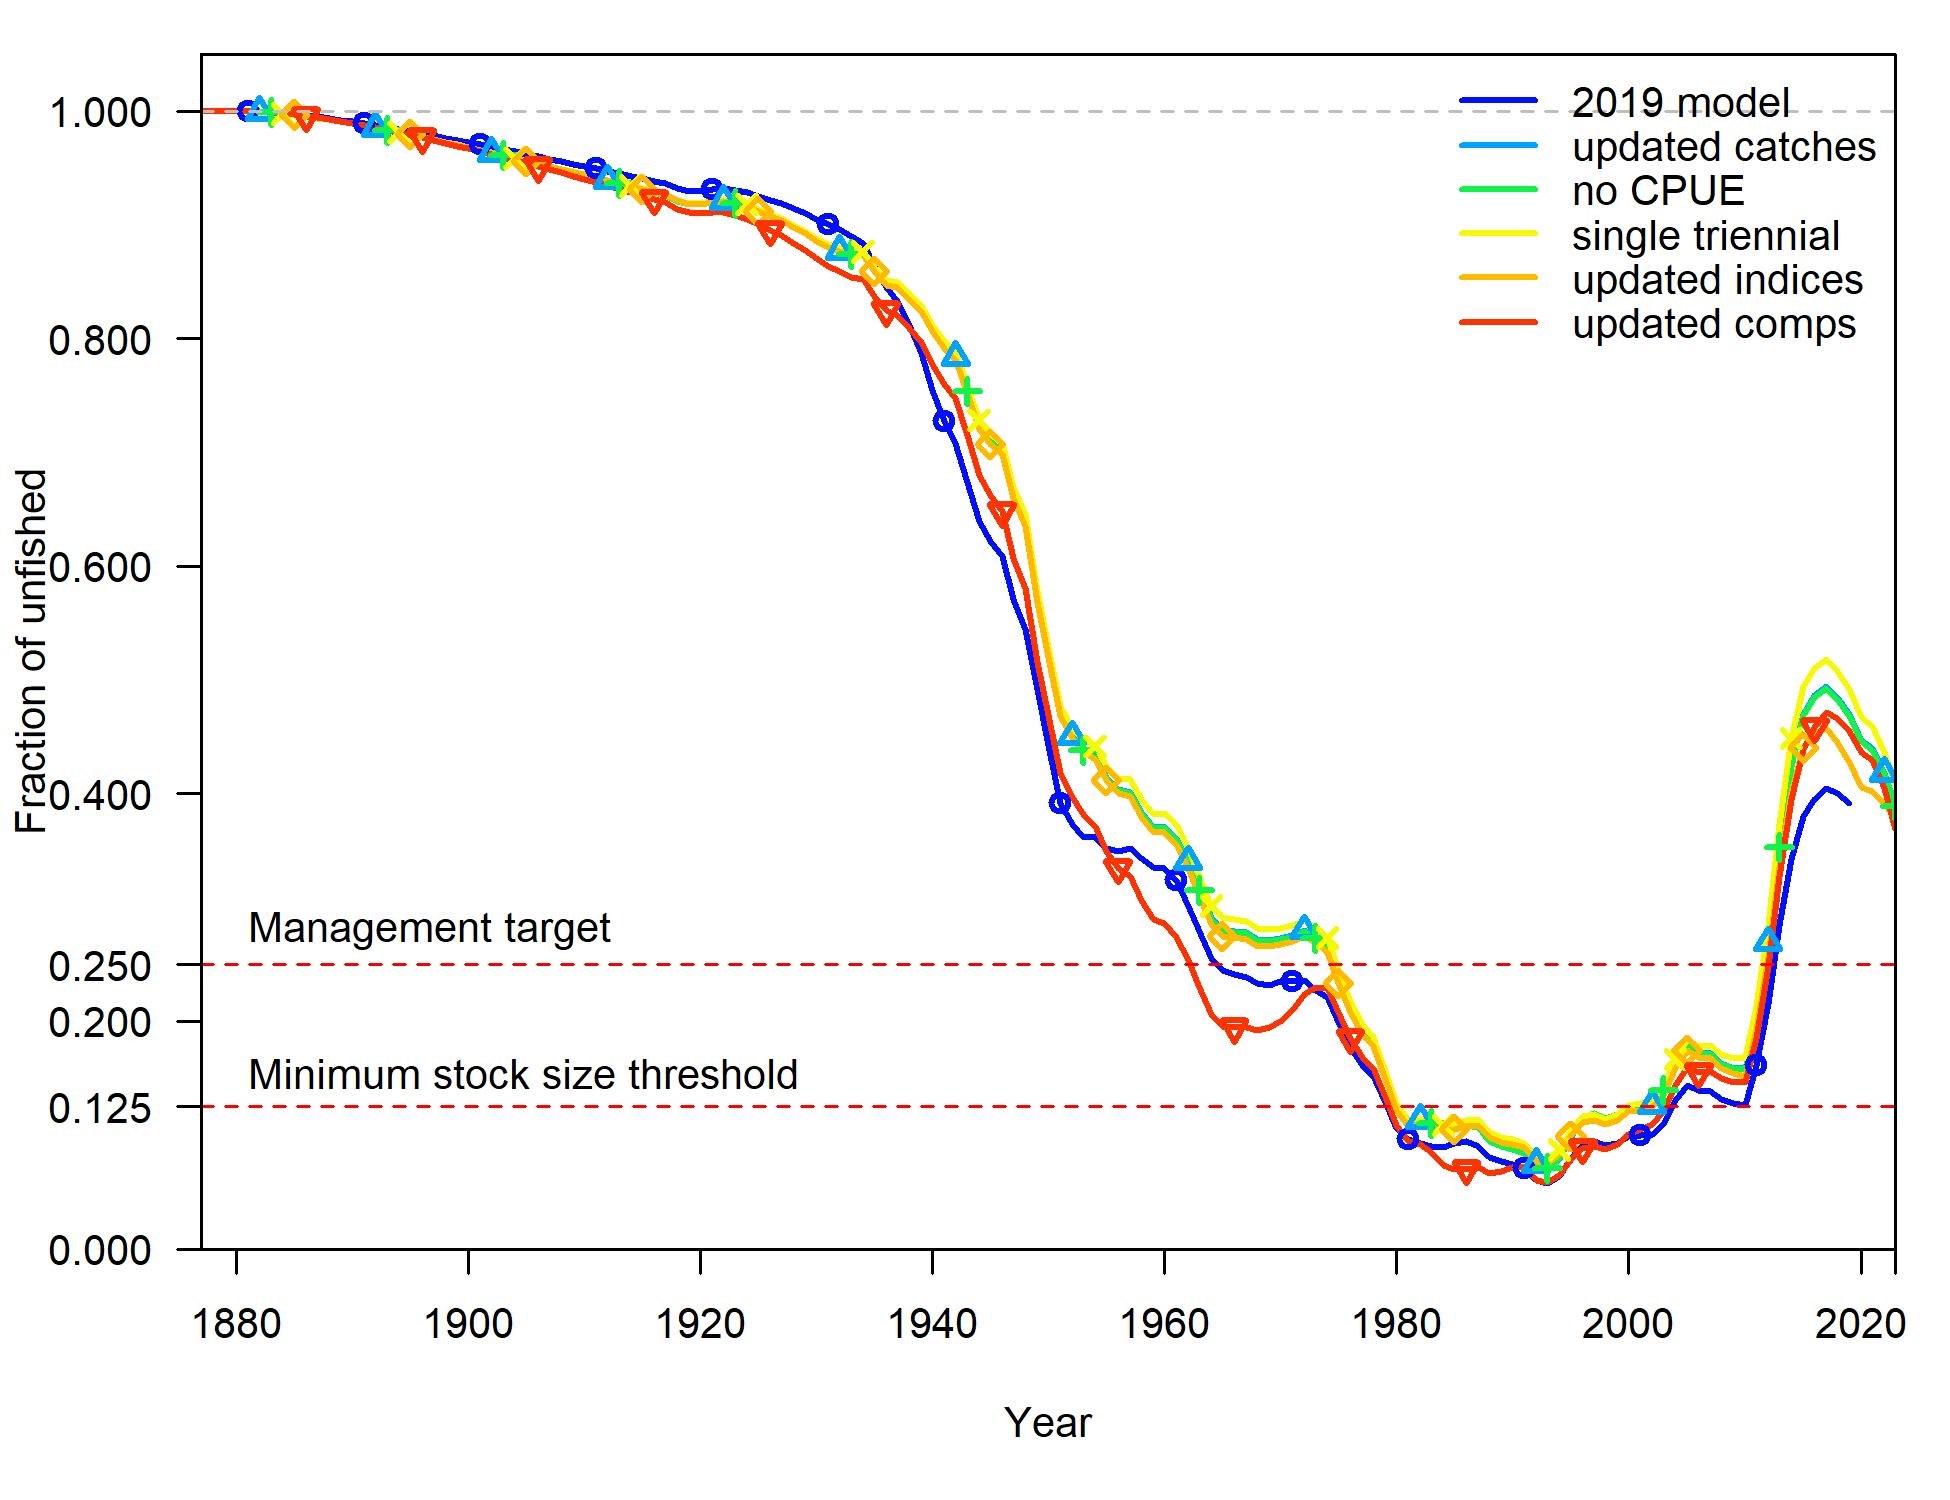 1.000
0.800
0.600
0.400
0.250
0.200
0.125
0.000
Fraction of unfished
2019 model
updated catches
no CPUE
single triennial
updated indices
updated comps
Management target
Minimum stock size threshold
1880 1900 1920 1940 1960 1980 2000 2020
Year